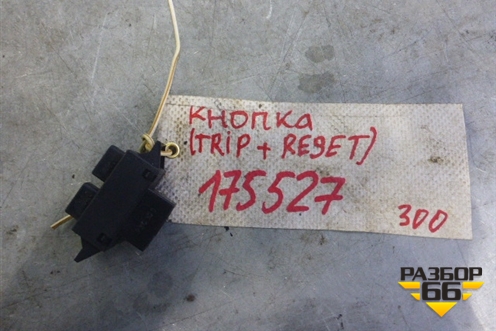 КНОПКА
(TRIP + RESET)
175527
300
РАЗБОР
66